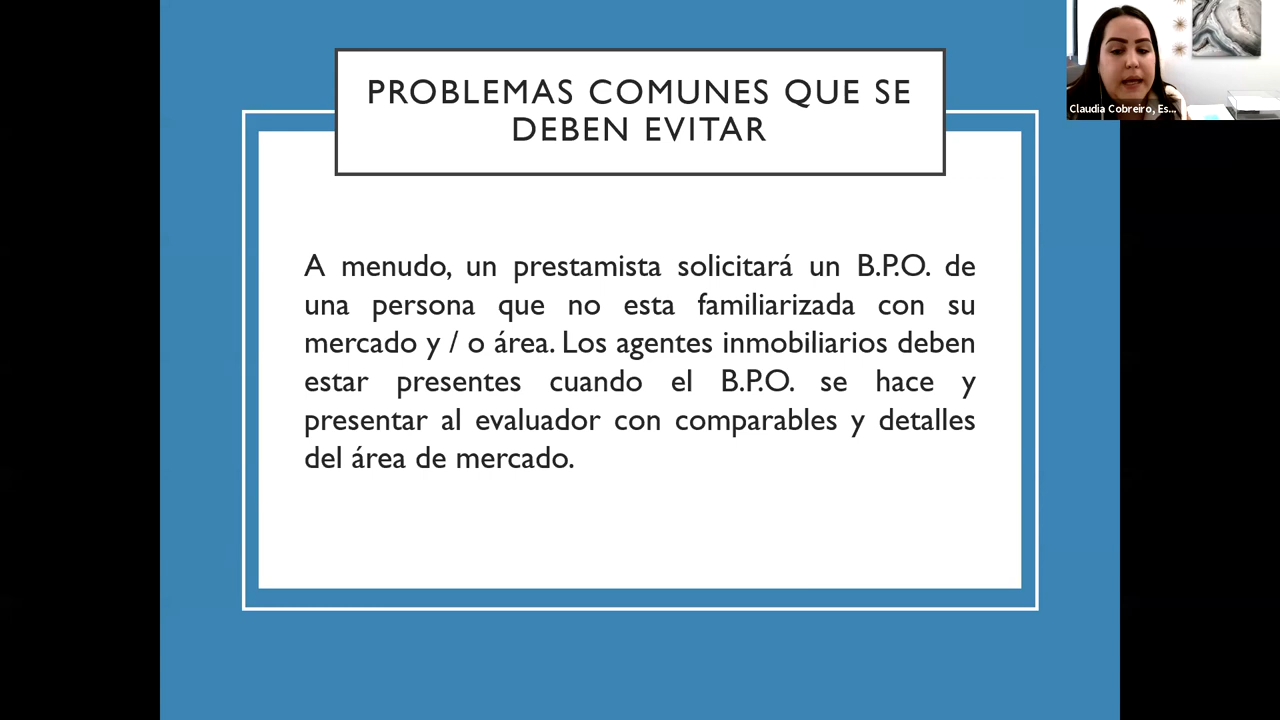 PROBLEMAS COMUNES QUE SE
DEBEN EVITAR
Claudia Cobreiro, Es...
A menudo, un prestamista solicitará un B.P.O. de
una persona que no esta familiarizada con su
mercado y / o área. Los agentes inmobiliarios deben
estar presentes cuando el B.P.O. se hace y
presentar al evaluador con comparables y detalles
del área de mercado.